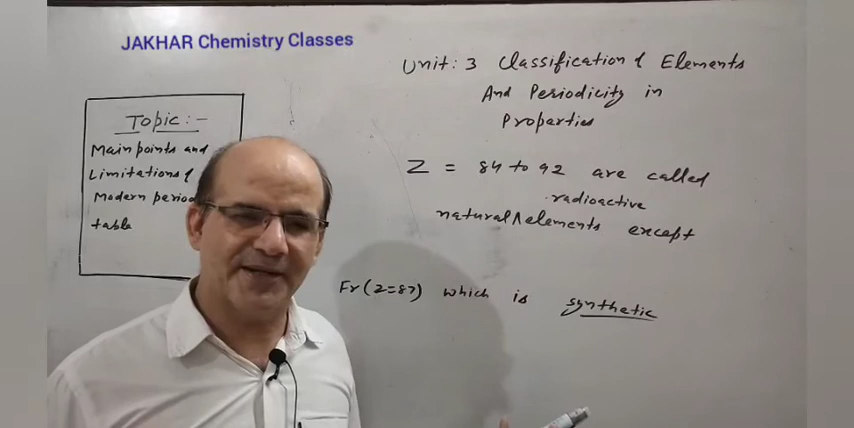 JAKHAR Chemistry Classes
Unit: 3 Classification of Elements
And Periodicity in
Properties
Topic :-
Main points and
Limitations of
Modern period
table
Z = 84 to 92 are called
radioactive
natural ∧ elements except
Fr (Z=87) which is synthetic